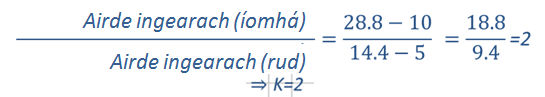 Airde ingearach (íomhá) / Airde ingearach (rud) = 28.8 − 10 / 14.4 − 5 = 18.8 / 9.4 =2
⇒ K=2